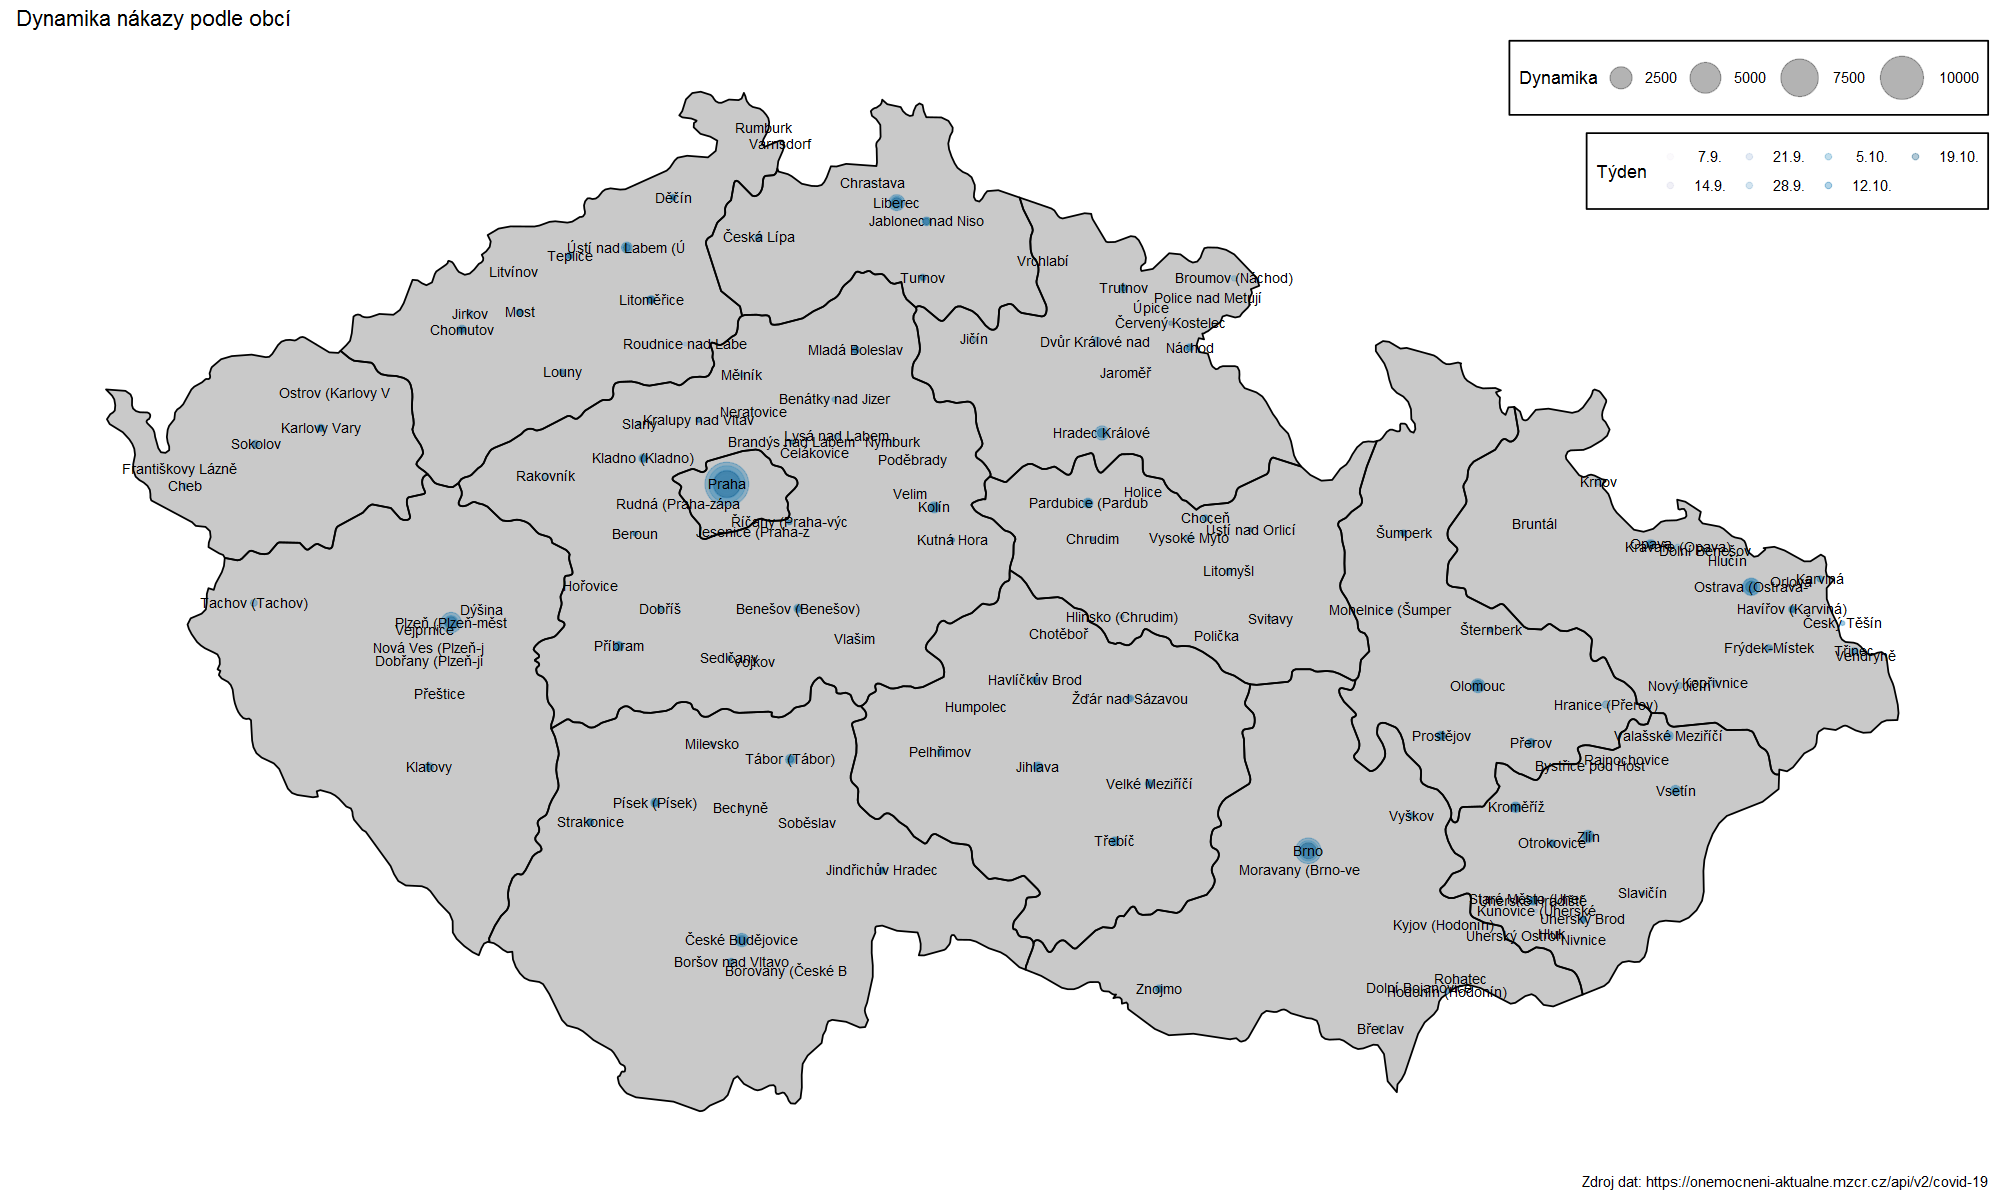 Dynamika nákazy podle obcí
Dynamika 2500 5000 7500 10000
Týden 7.9. 21.9. 5.10. 19.10.
14.9. 28.9. 12.10.
Rumburk
Varnsdorf
Chrastava
Děčín
Liberec
Jablonec nad Niso
Česká Lípa
Ústí nad Labem (Ú
Teplice
Vrchlabí
Litvínov
Turnov
Broumov (Náchod)
Trutnov
Police nad Metují
Litoměřice
Úpice
Jirkov
Most
Červený Kostelec
Chomutov
Jičín
Dvůr Králové nad
Roudnice nad Labe
Náchod
Mladá Boleslav
Louny
Mělník
Jaroměř
Ostrov (Karlovy V
Benátky nad Jizer
Neratovice
Kralupy nad Vltav
Slaný
Karlovy Vary
Hradec Králové
Lysá nad Labem
Sokolov
Brandýs nad Labem
Nymburk
Čelákovice
Kladno (Kladno)
Poděbrady
Františkovy Lázně
Rakovník
Cheb
Praha
Krnov
Velim
Holice
Rudná (Praha-zápa
Kolín
Pardubice (Pardub
Choceň
Říčany (Praha-výc
Bruntál
Jesenice (Praha-z
Ústí nad Orlicí
Beroun
Kutná Hora
Chrudim
Vysoké Mýto
Šumperk
Opava
Kravaře (Opava)
Dolní Benešov
Hlučín
Litomyšl
Orlová
Karviná
Hořovice
Ostrava (Ostrava-
Tachov (Tachov)
Dýšina
Dobříš
Benešov (Benešov)
Mohelnice (Šumper
Havířov (Karviná)
Plzeň (Plzeň-měst
Hlinsko (Chrudim)
Svitavy
Český Těšín
Vejprnice
Chotěboř
Polička
Šternberk
Vlašim
Nová Ves (Plzeň-j
Příbram
Frýdek-Místek
Třinec
Vendryně
Dobřany (Plzeň-ji
Sedlčany
Vojkov
Havlíčkův Brod
Olomouc
Nový Jičín
Kopřivnice
Přeštice
Žďár nad Sázavou
Humpolec
Hranice (Přerov)
Prostějov
Valašské Meziříčí
Milevsko
Přerov
Pelhřimov
Tábor (Tábor)
Rajnochovice
Bystřice pod Host
Klatovy
Jihlava
Velké Meziříčí
Vsetín
Písek (Písek)
Bechyně
Kroměříž
Strakonice
Soběslav
Vyškov
Zlín
Třebíč
Otrokovice
Brno
Jindřichův Hradec
Moravany (Brno-ve
Slavičín
Staré Město (Uher
Uherské Hradiště
Kunovice (Uherské
Uherský Brod
Kyjov (Hodonín)
Uherský Ostroh
Hluk
Nivnice
České Budějovice
Boršov nad Vltavo
Borovany (České B
Rohatec
Dolní Bojanovice
Hodonín (Hodonín)
Znojmo
Břeclav
Zdroj dat: https://onemocneni-aktualne.mzcr.cz/api/v2/covid-19